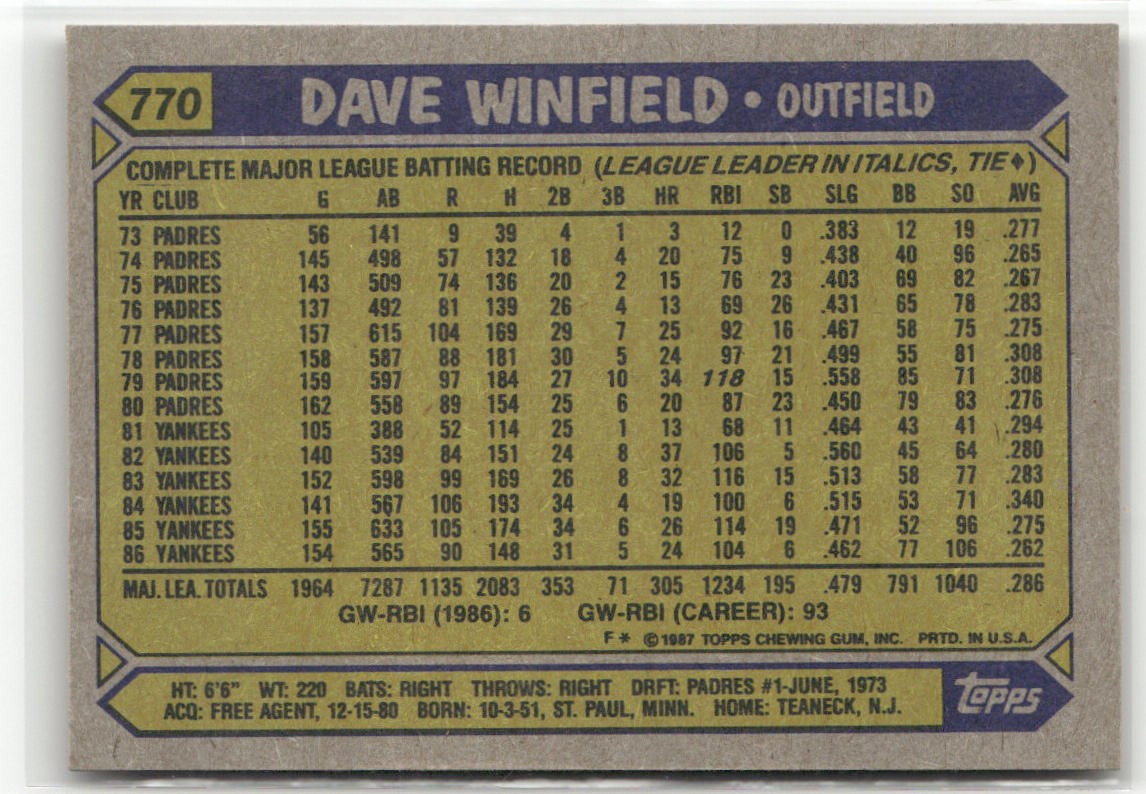 770 DAVE WINFIELD • OUTFIELD
COMPLETE MAJOR LEAGUE BATTING RECORD (LEAGUE LEADER IN ITALICS, TIE♦)
YR CLUB G AB R H 2B 3B HR RBI SB SLG BB SO AVG
73 PADRES 56 141 9 39 4 1 3 12 0 .383 12 19 .277
74 PADRES 145 498 57 132 18 4 20 75 9 .438 40 96 .265
75 PADRES 143 509 74 136 20 2 15 76 23 .403 69 82 .267
76 PADRES 137 492 81 139 26 4 13 69 26 .431 65 78 .283
77 PADRES 157 615 104 169 29 7 25 92 16 .467 58 75 .275
78 PADRES 158 587 88 181 30 5 24 97 21 .499 55 81 .308
79 PADRES 159 597 97 184 27 10 34 118 15 .558 85 71 .308
80 PADRES 162 558 89 154 25 6 20 87 23 .450 79 83 .276
81 YANKEES 105 388 52 114 25 1 13 68 11 .464 43 41 .294
82 YANKEES 140 539 84 151 24 8 37 106 5 .560 45 64 .280
83 YANKEES 152 598 99 169 26 8 32 116 15 .513 58 77 .283
84 YANKEES 141 567 106 193 34 4 19 100 6 .515 53 71 .340
85 YANKEES 155 633 105 174 34 6 26 114 19 .471 52 96 .275
86 YANKEES 154 565 90 148 31 5 24 104 6 .462 77 106 .262
MAJ. LEA. TOTALS 1964 7287 1135 2083 353 71 305 1234 195 .479 791 1040 .286
GW-RBI (1986): 6 GW-RBI (CAREER): 93
F * ©1987 TOPPS CHEWING GUM, INC. PRTD. IN U.S.A.
HT: 6'6" WT: 220 BATS: RIGHT THROWS: RIGHT DRFT: PADRES #1-JUNE, 1973
ACQ: FREE AGENT, 12-15-80 BORN: 10-3-51, ST. PAUL, MINN. HOME: TEANECK, N.J.
topps